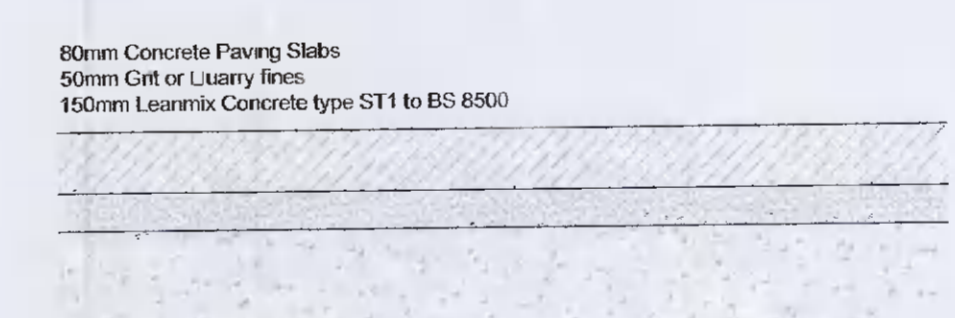 80mm Concrete Paving Slabs
50mm Grit or Quarry fines
150mm Leanmix Concrete type ST1 to BS 8500